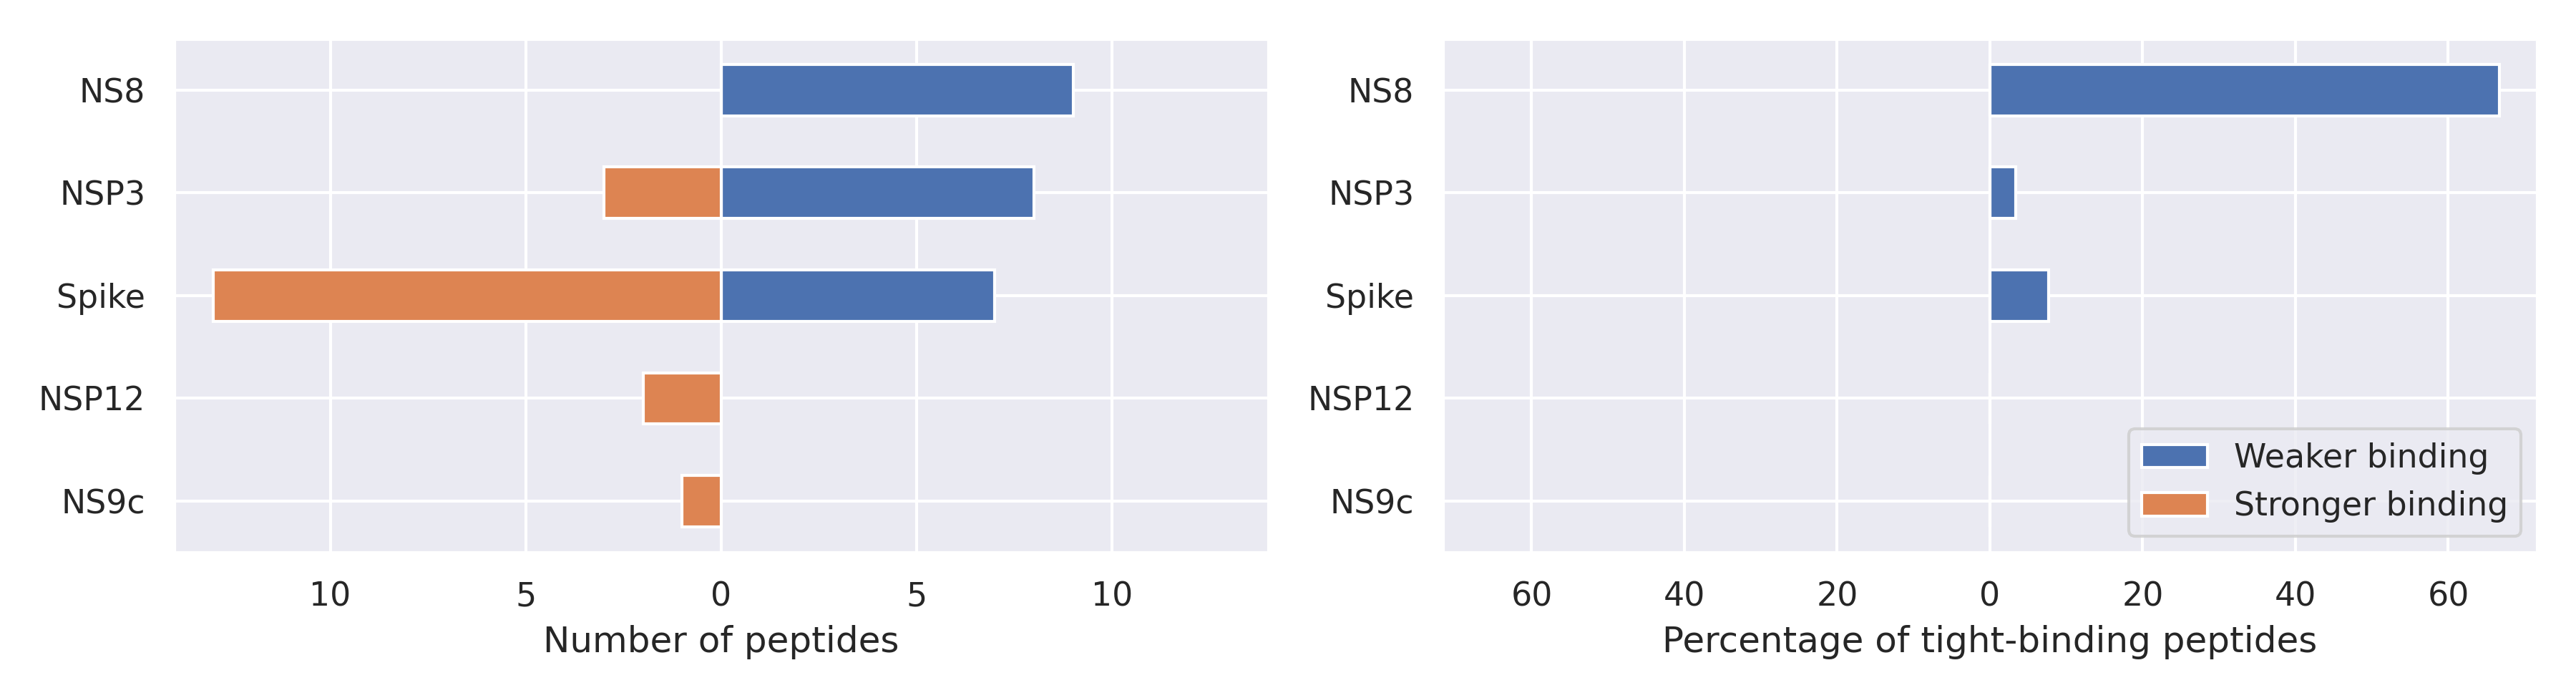 NS8
NSP3
Spike
NSP12
NS9c
10 5 0 5 10
Number of peptides
NS8
NSP3
Spike
NSP12
NS9c
60 40 20 0 20 40 60
Percentage of tight-binding peptides
Weaker binding
Stronger binding